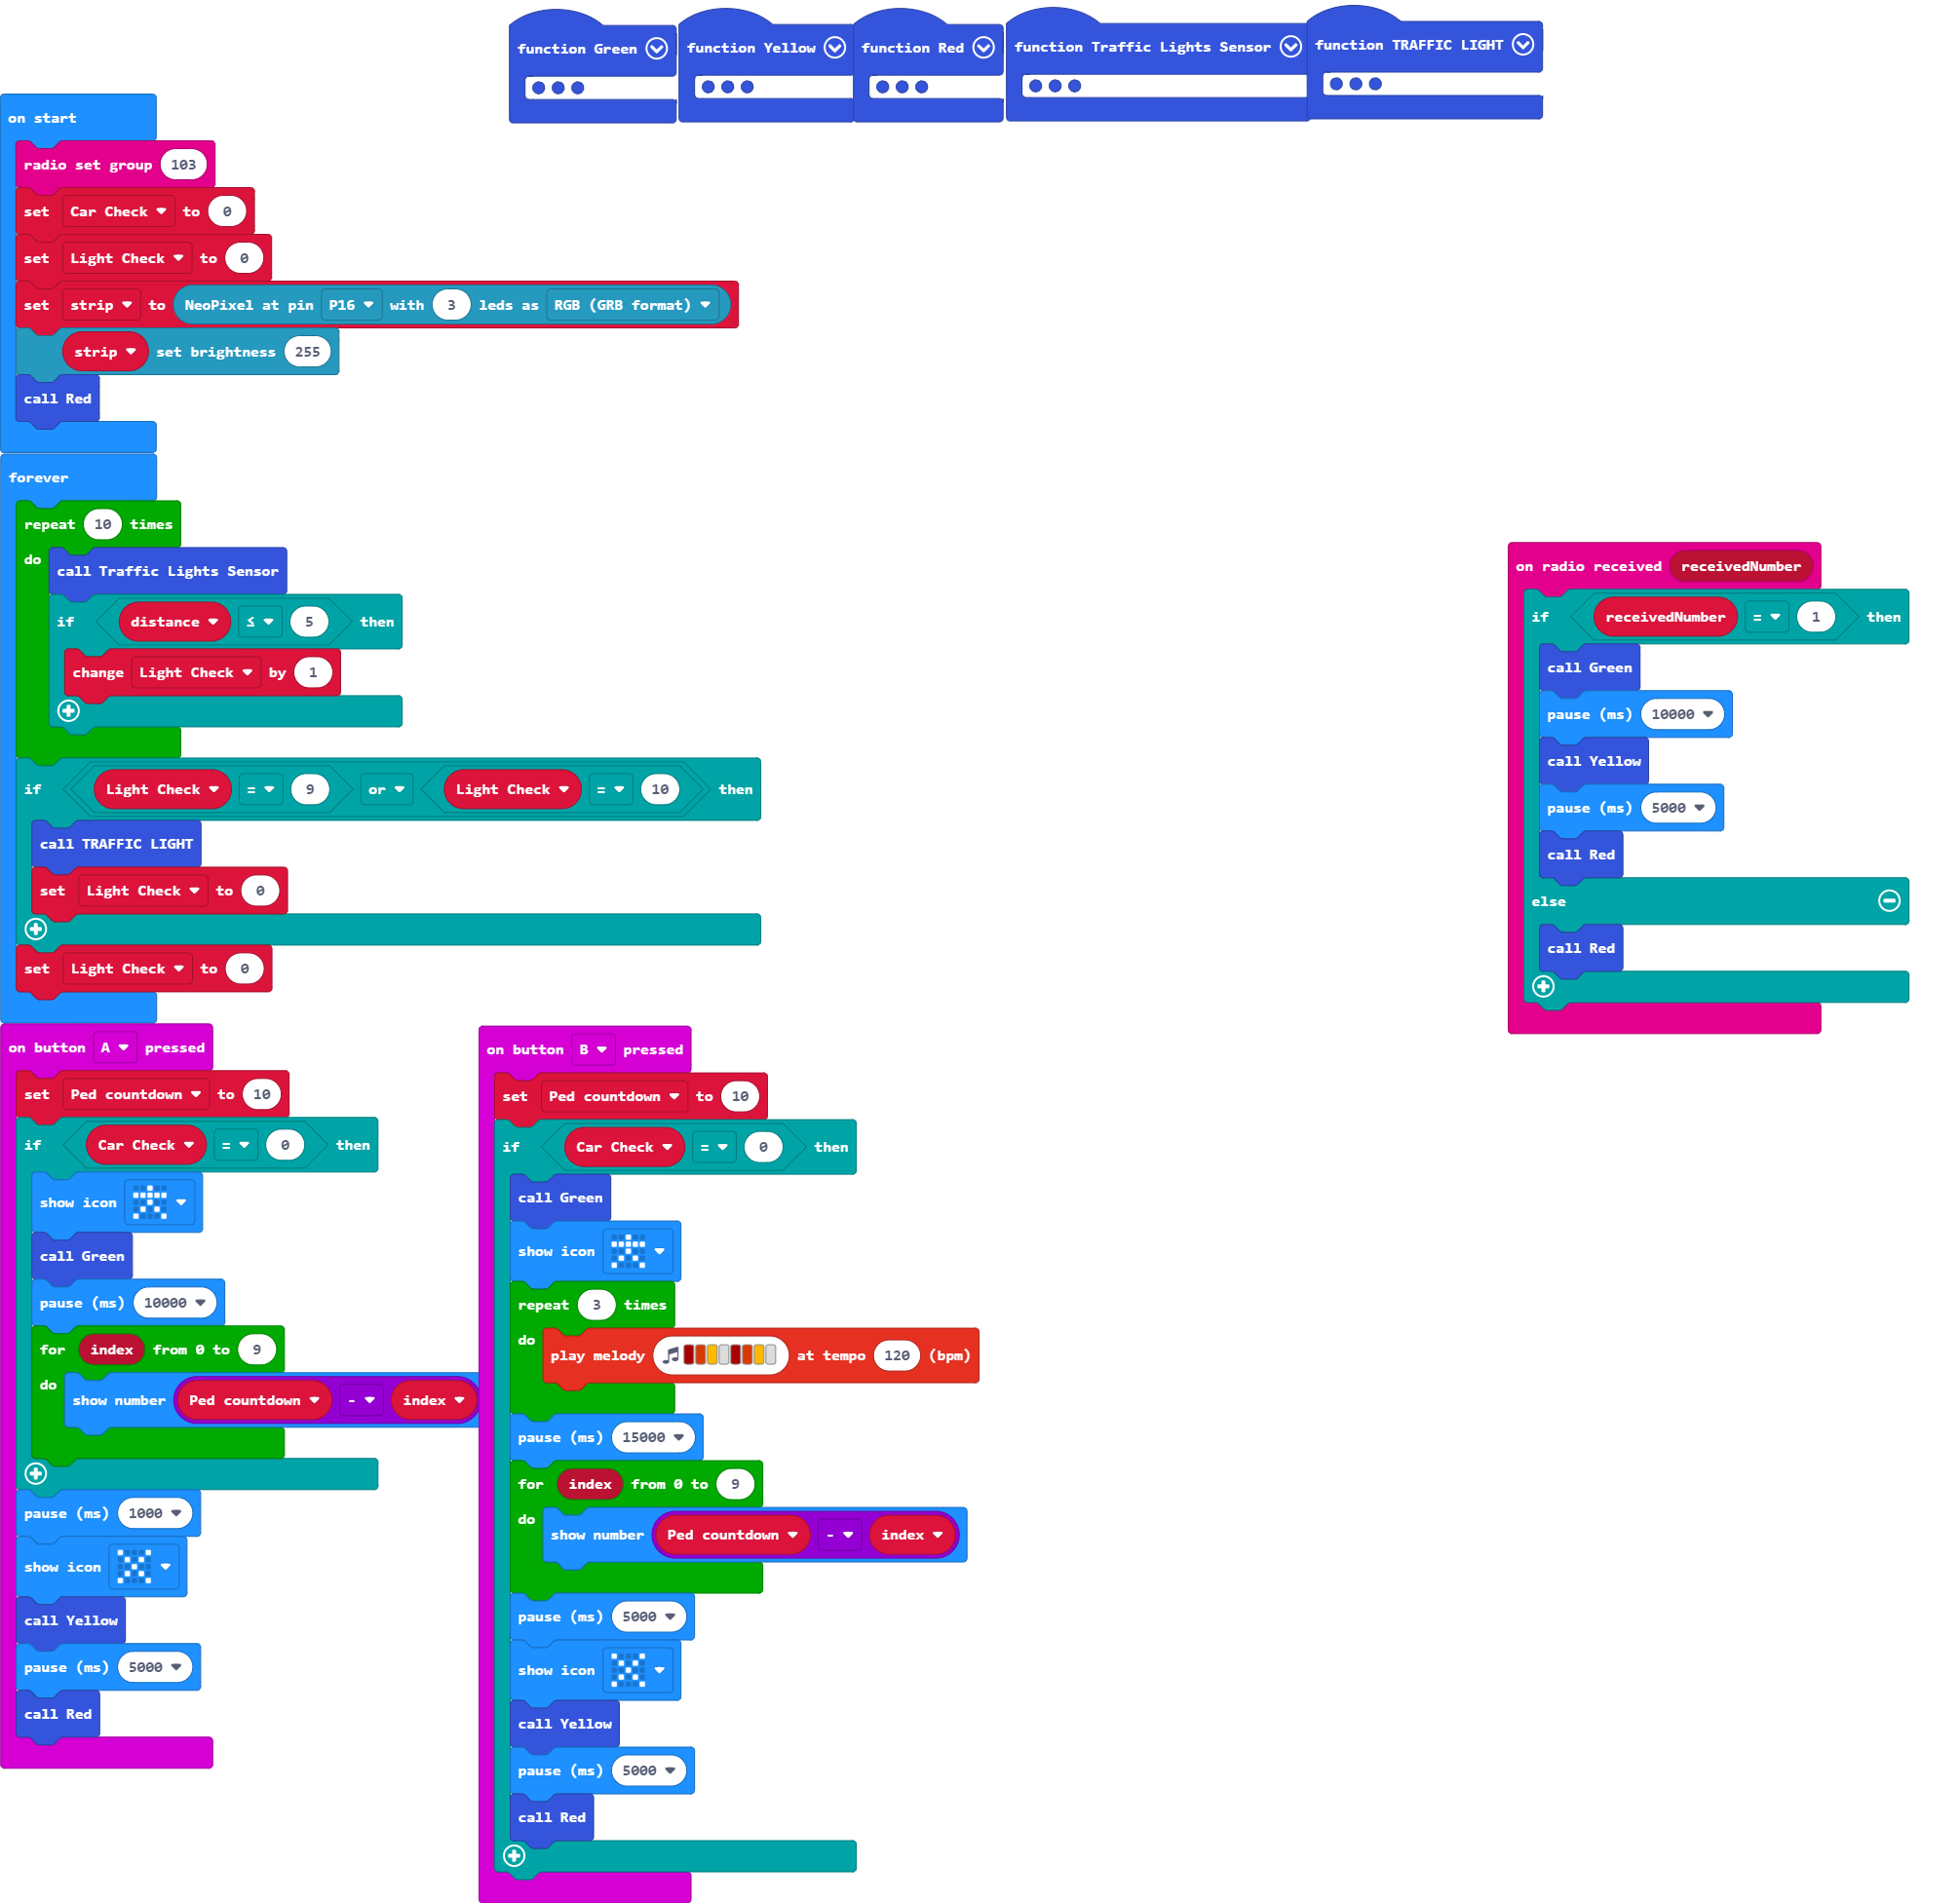 function Green
function Yellow
function Red
function Traffic Lights Sensor
function TRAFFIC LIGHT
on start
radio set group 103
set Car Check to 0
set Light Check to 0
set strip to NeoPixel at pin P16 with 3 leds as RGB (GRB format)
strip set brightness 255
call Red
forever
repeat 10 times
do
call Traffic Lights Sensor
if distance ≤ 5 then
change Light Check by 1
if Light Check = 9 or Light Check = 10 then
call TRAFFIC LIGHT
set Light Check to 0
set Light Check to 0
on radio received receivedNumber
if receivedNumber = 1 then
call Green
pause (ms) 10000
call Yellow
pause (ms) 5000
call Red
else
call Red
on button A pressed
set Ped countdown to 10
if Car Check = 0 then
show icon
call Green
pause (ms) 10000
for index from 0 to 9
do
show number Ped countdown - index
pause (ms) 1000
show icon
call Yellow
pause (ms) 5000
call Red
on button B pressed
set Ped countdown to 10
if Car Check = 0 then
call Green
show icon
repeat 3 times
do
play melody at tempo 120 (bpm)
pause (ms) 15000
for index from 0 to 9
do
show number Ped countdown - index
pause (ms) 5000
show icon
call Yellow
pause (ms) 5000
call Red